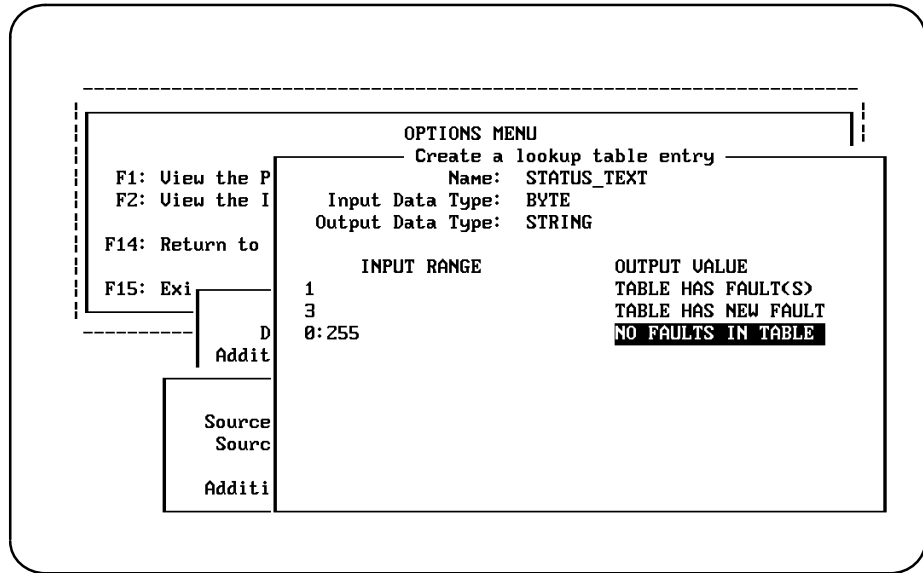 OPTIONS MENU
Create a lookup table entry
F1: View the P
F2: View the I
F14: Return to
F15: Exi
D
Addit
Source
Sourc
Additi
Name: STATUS_TEXT
Input Data Type: BYTE
Output Data Type: STRING
INPUT RANGE OUTPUT VALUE
1 TABLE HAS FAULT(S)
3 TABLE HAS NEW FAULT
0:255 NO FAULTS IN TABLE